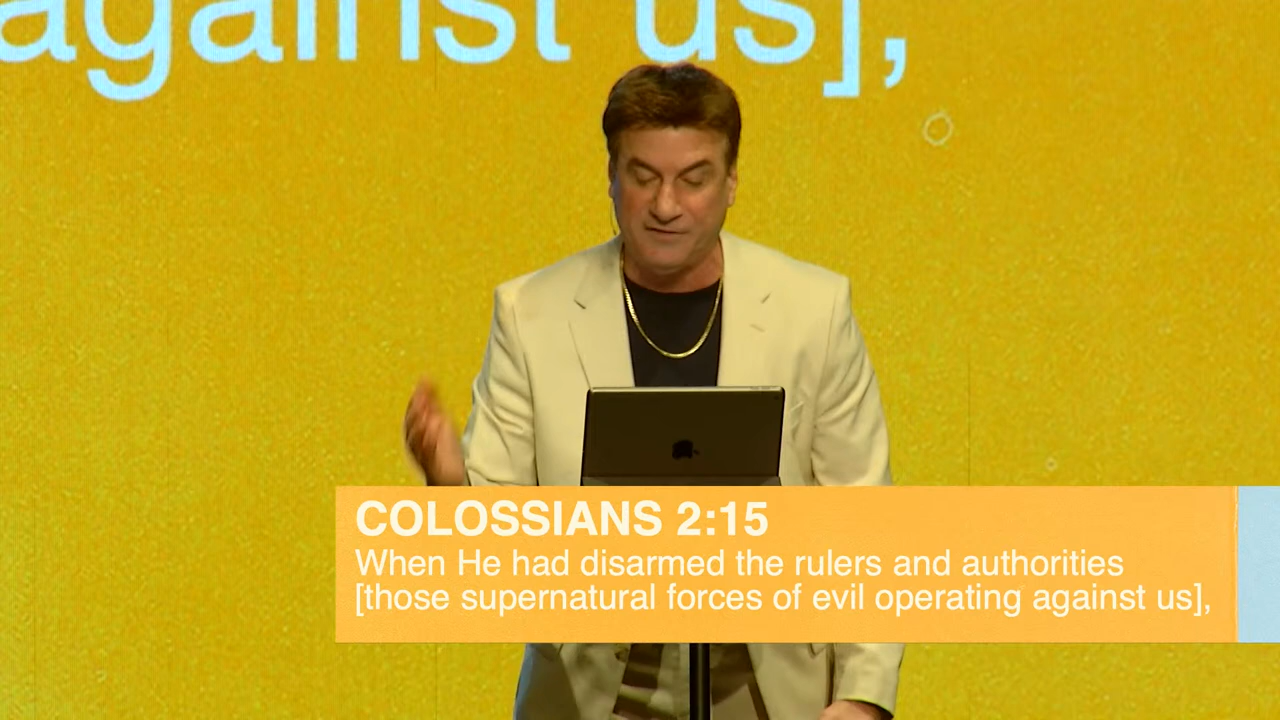 against us],
COLOSSIANS 2:15
When He had disarmed the rulers and authorities
[those supernatural forces of evil operating against us],